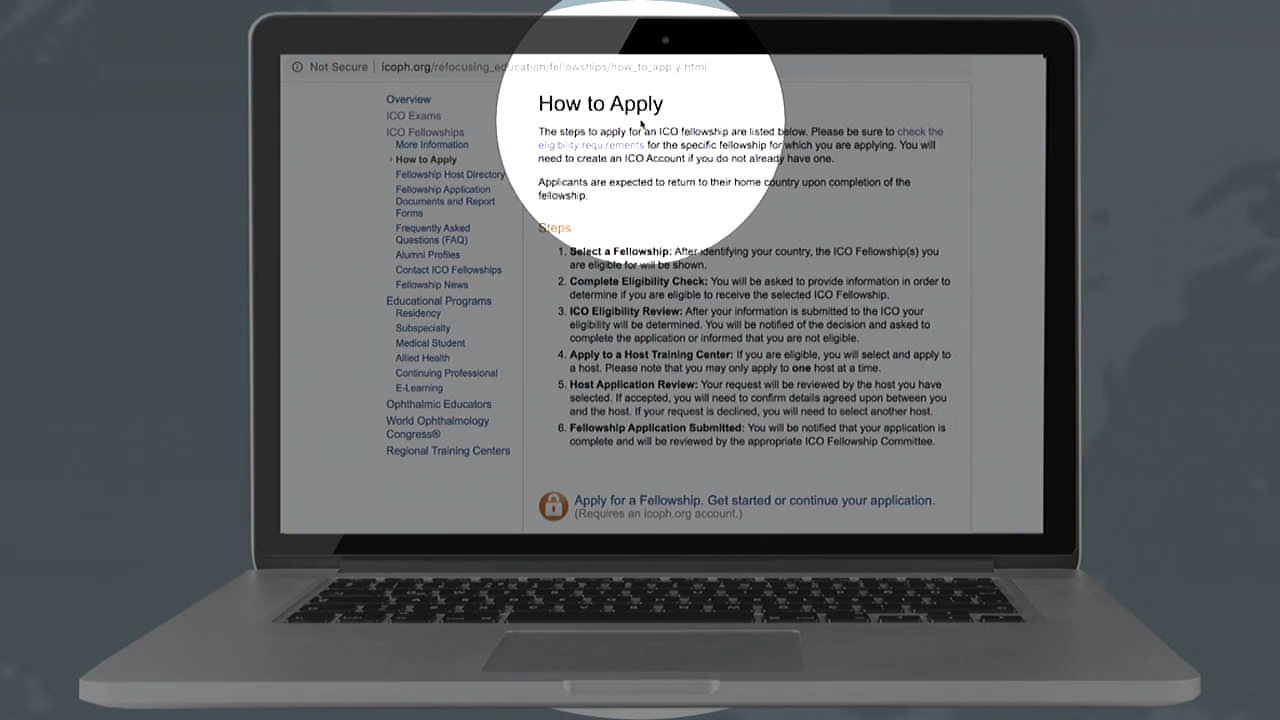 Not Secure | icoph.org/refocusing_education/fellowships/how_to_apply.html
Overview
ICO Exams
ICO Fellowships
More Information
How to Apply
Fellowship Host Directory
Fellowship Application
Documents and Report
Forms
Frequently Asked
Questions (FAQ)
Alumni Profiles
Contact ICO Fellowships
Fellowship News
Educational Programs
Residency
Subspecialty
Medical Student
Allied Health
Continuing Professional
E-Learning
Ophthalmic Educators
World Ophthalmology
Congress®
Regional Training Centers
How to Apply
The steps to apply for an ICO fellowship are listed below. Please be sure to check the
eligibility requirements for the specific fellowship for which you are applying. You will
need to create an ICO Account if you do not already have one.
Applicants are expected to return to their home country upon completion of the
fellowship.
Steps
1. Select a Fellowship: After identifying your country, the ICO Fellowship(s) you
are eligible for will be shown.
2. Complete Eligibility Check: You will be asked to provide information in order to
determine if you are eligible to receive the selected ICO Fellowship.
3. ICO Eligibility Review: After your information is submitted to the ICO your
eligibility will be determined. You will be notified of the decision and asked to
complete the application or informed that you are not eligible.
4. Apply to a Host Training Center: If you are eligible, you will select and apply to
a host. Please note that you may only apply to one host at a time.
5. Host Application Review: Your request will be reviewed by the host you have
selected. If accepted, you will need to confirm details agreed upon between you
and the host. If your request is declined, you will need to select another host.
6. Fellowship Application Submitted: You will be notified that your application is
complete and will be reviewed by the appropriate ICO Fellowship Committee.
Apply for a Fellowship. Get started or continue your application.
(Requires an icoph.org account.)